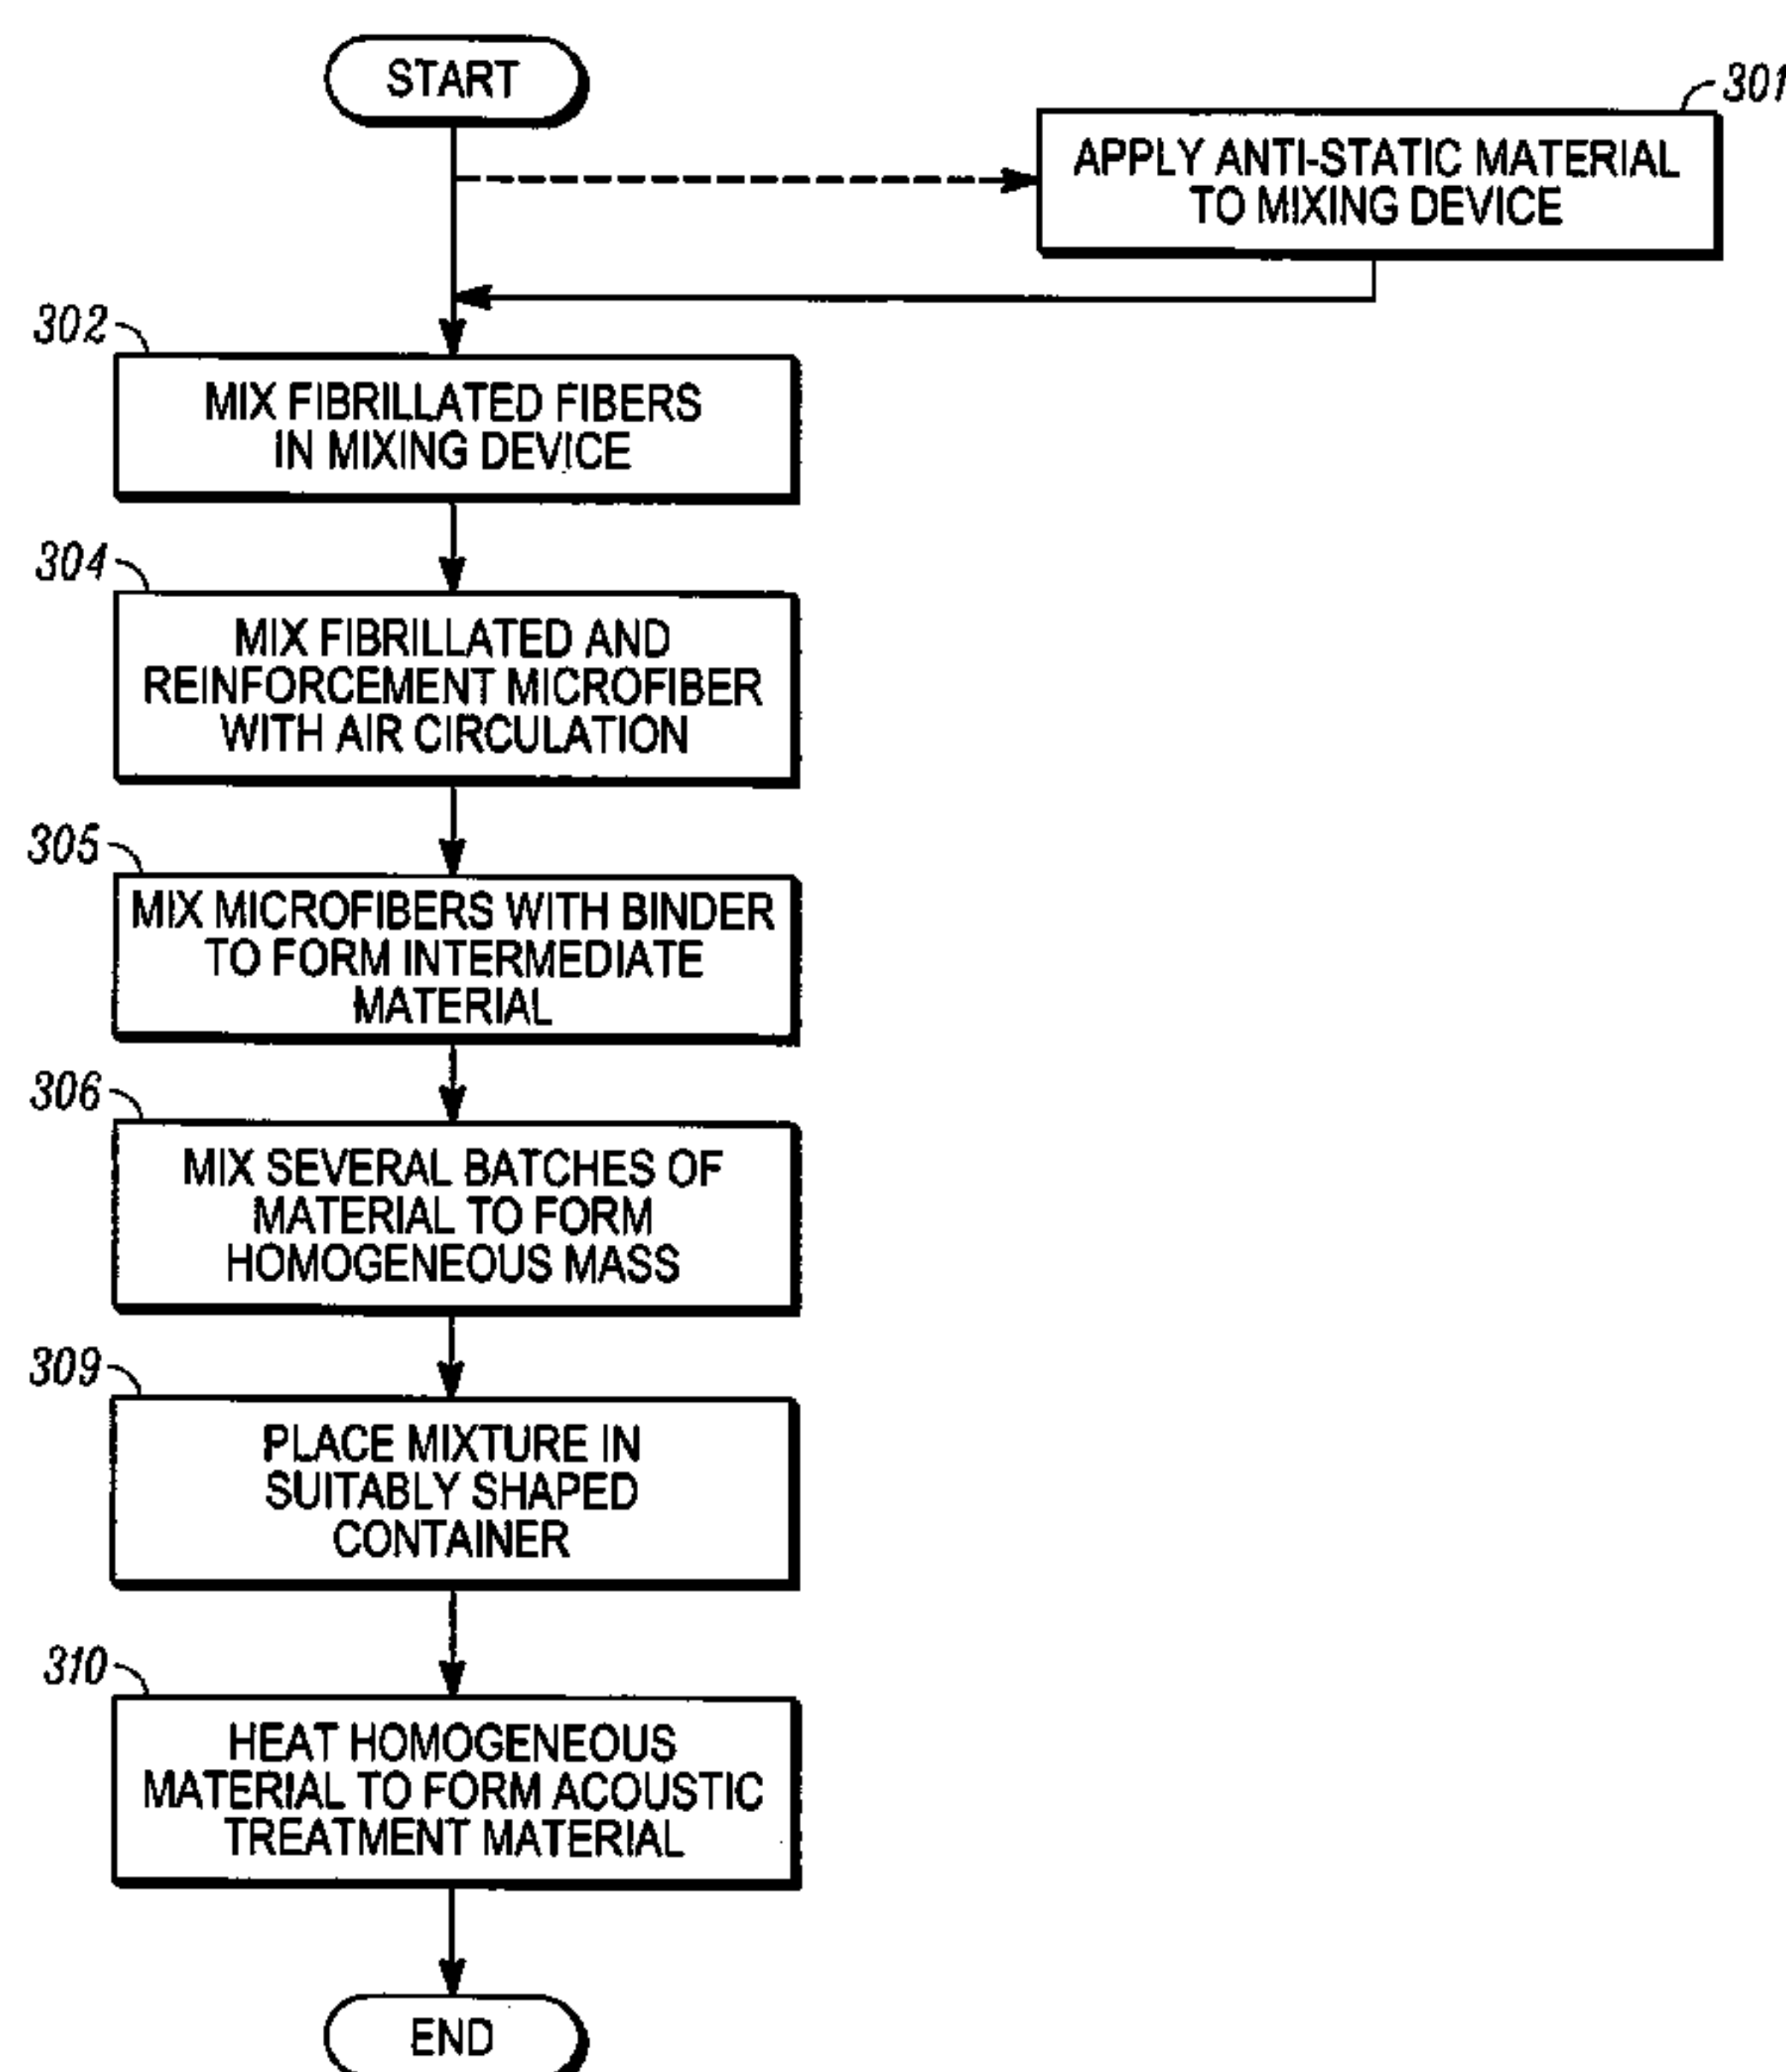 START
301
APPLY ANTI-STATIC MATERIAL
TO MIXING DEVICE
302
MIX FIBRILLATED FIBERS
IN MIXING DEVICE
304
MIX FIBRILLATED AND
REINFORCEMENT MICROFIBER
WITH AIR CIRCULATION
305
MIX MICROFIBERS WITH BINDER
TO FORM INTERMEDIATE
MATERIAL
306
MIX SEVERAL BATCHES OF
MATERIAL TO FORM
HOMOGENEOUS MASS
309
PLACE MIXTURE IN
SUITABLY SHAPED
CONTAINER
310
HEAT HOMOGENEOUS
MATERIAL TO FORM ACOUSTIC
TREATMENT MATERIAL
END